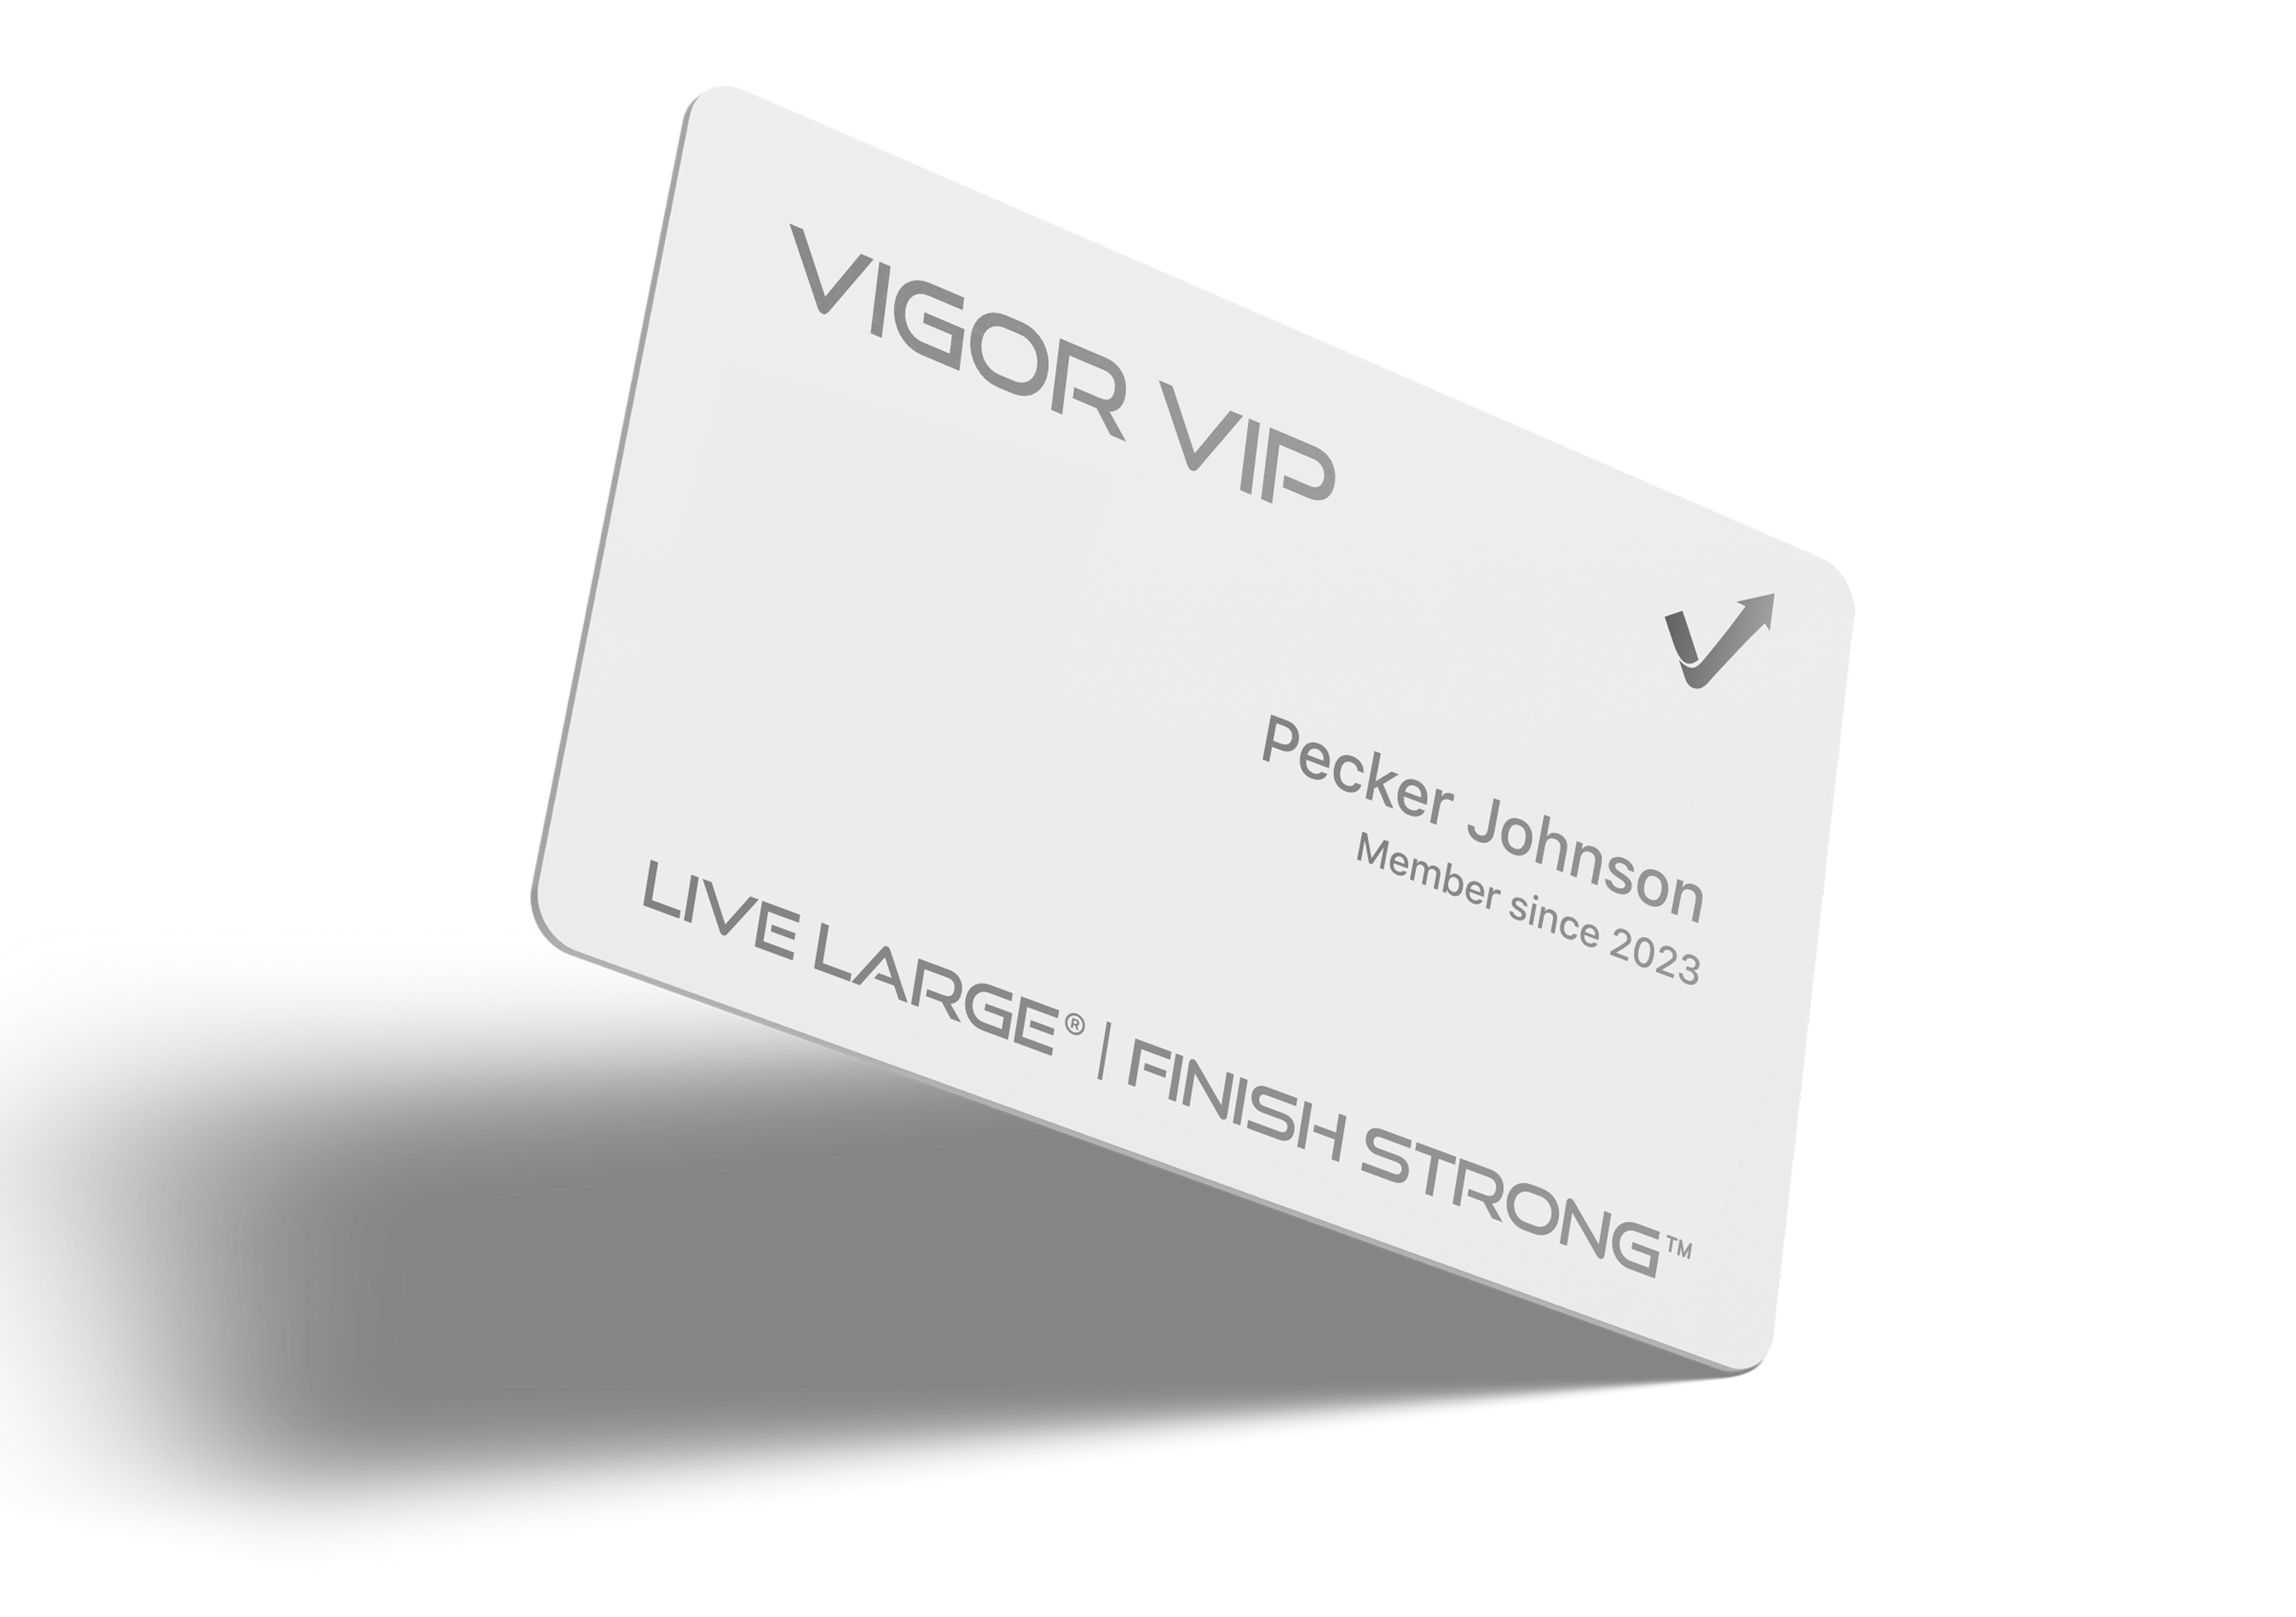 VIGOR VIP
Pecker Johnson
Member since 2023
LIVE LARGE® | FINISH STRONG™